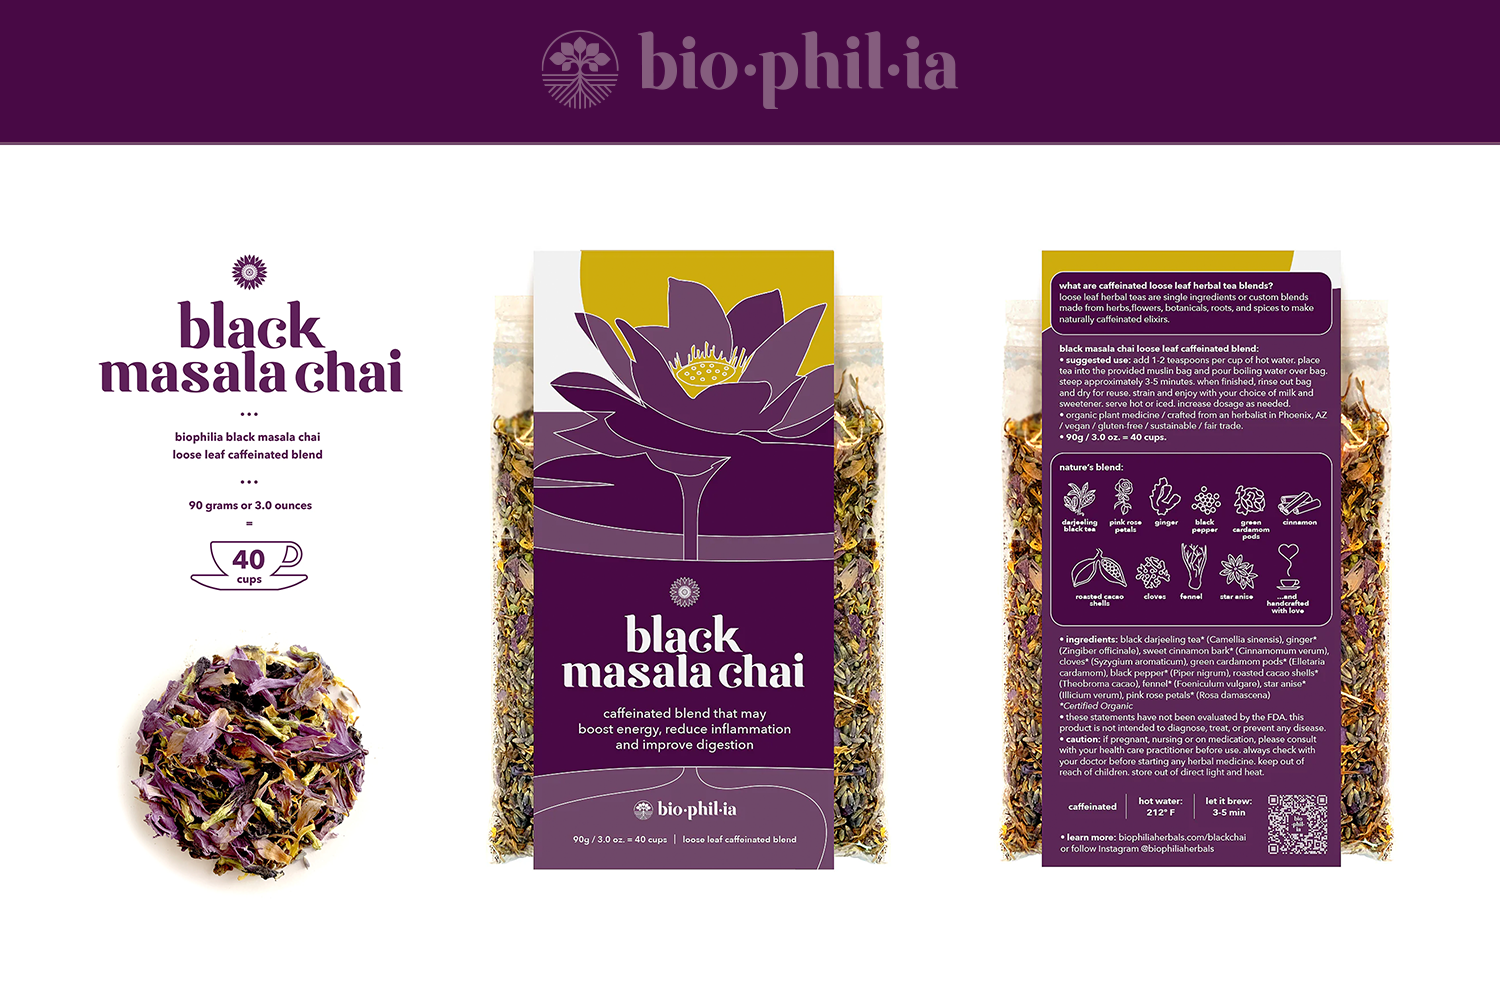 bio•phil•ia
black
masala chai
•••
biophilia black masala chai
loose leaf caffeinated blend
•••
90 grams or 3.0 ounces
=
40
cups
black
masala chai
caffeinated blend that may
boost energy, reduce inflammation
and improve digestion
bio•phil•ia
90g / 3.0 oz. = 40 cups | loose leaf caffeinated blend
what are caffeinated loose leaf herbal tea blends?
loose leaf herbal teas are single ingredients or custom blends
made from herbs,flowers, botanicals, roots, and spices to make
naturally caffeinated elixirs.
black masala chai loose leaf caffeinated blend:
• suggested use: add 1-2 teaspoons per cup of hot water. place
tea into the provided muslin bag and pour boiling water over bag.
steep approximately 3-5 minutes. when finished, rinse out bag
and dry for reuse. strain and enjoy with your choice of milk and
sweetener. serve hot or iced. increase dosage as needed.
• organic plant medicine / crafted from an herbalist in Phoenix, AZ
/ vegan / gluten-free / sustainable / fair trade.
• 90g / 3.0 oz. = 40 cups.
nature's blend:
darjeeling
black tea
pink rose
petals
ginger
black
pepper
green
cardamom
pods
cinnamon
roasted cacao
shells
cloves
fennel
star anise
...and
handcrafted
with love
• ingredients: black darjeeling tea* (Camellia sinensis), ginger*
(Zingiber officinale), sweet cinnamon bark* (Cinnamomum verum),
cloves* (Syzygium aromaticum), green cardamom pods* (Elletaria
cardamom), black pepper* (Piper nigrum), roasted cacao shells*
(Theobroma cacao), fennel* (Foeniculum vulgare), star anise*
(Illicium verum), pink rose petals* (Rosa damascena)
*Certified Organic
• these statements have not been evaluated by the FDA. this
product is not intended to diagnose, treat, or prevent any disease.
• caution: if pregnant, nursing or on medication, please consult
with your health care practitioner before use. always check with
your doctor before starting any herbal medicine. keep out of
reach of children. store out of direct light and heat.
caffeinated | hot water: 212° F | let it brew: 3-5 min
bio
phil
ia
• learn more: biophiliaherbals.com/blackchai
or follow Instagram @biophiliaherbals